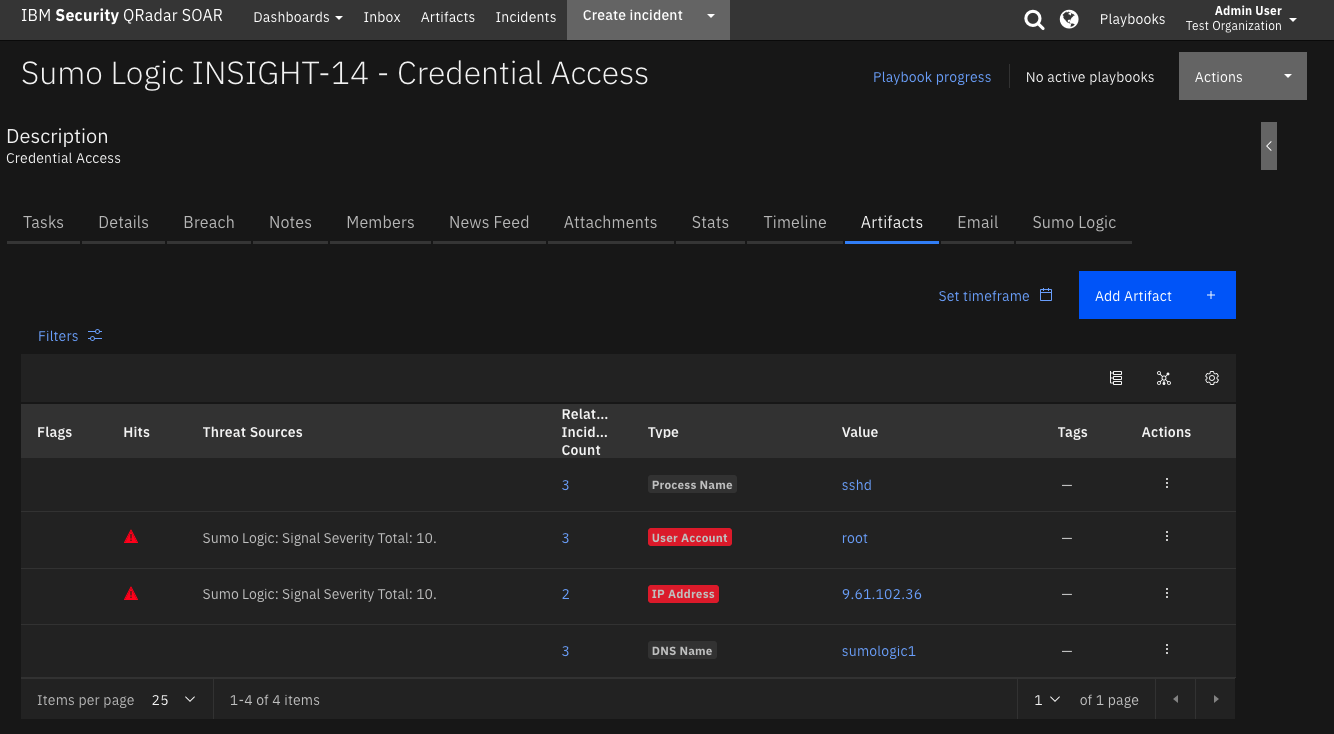 IBM Security QRadar SOAR Dashboards Inbox Artifacts Incidents Create incident Playbooks Admin User
Test Organization
Sumo Logic INSIGHT-14 - Credential Access Playbook progress No active playbooks Actions
Description
Credential Access
Tasks Details Breach Notes Members News Feed Attachments Stats Timeline Artifacts Email Sumo Logic
Set timeframe Add Artifact +
Filters
Flags Hits Threat Sources Relat... Incid... Count Type Value Tags Actions
3 Process Name sshd —
Sumo Logic: Signal Severity Total: 10. 3 User Account root —
Sumo Logic: Signal Severity Total: 10. 2 IP Address 9.61.102.36 —
3 DNS Name sumologic1 —
Items per page 25 1-4 of 4 items 1 of 1 page